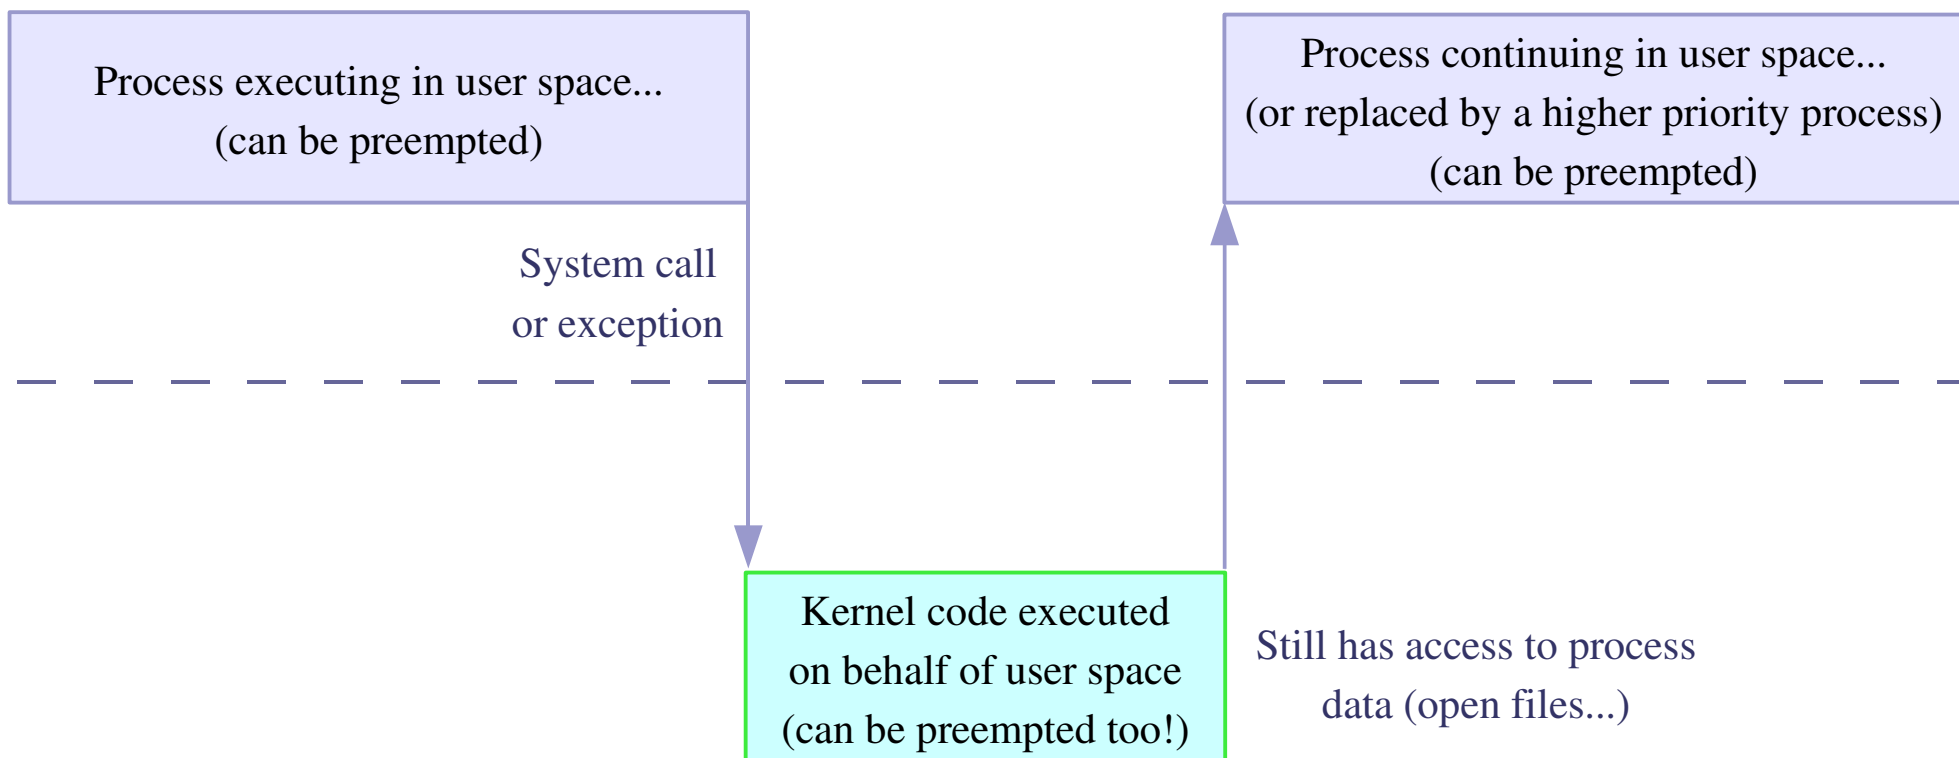 Process executing in user space...
(can be preempted)
Process continuing in user space...
(or replaced by a higher priority process)
(can be preempted)
System call
or exception
Kernel code executed
on behalf of user space
(can be preempted too!)
Still has access to process
data (open files...)